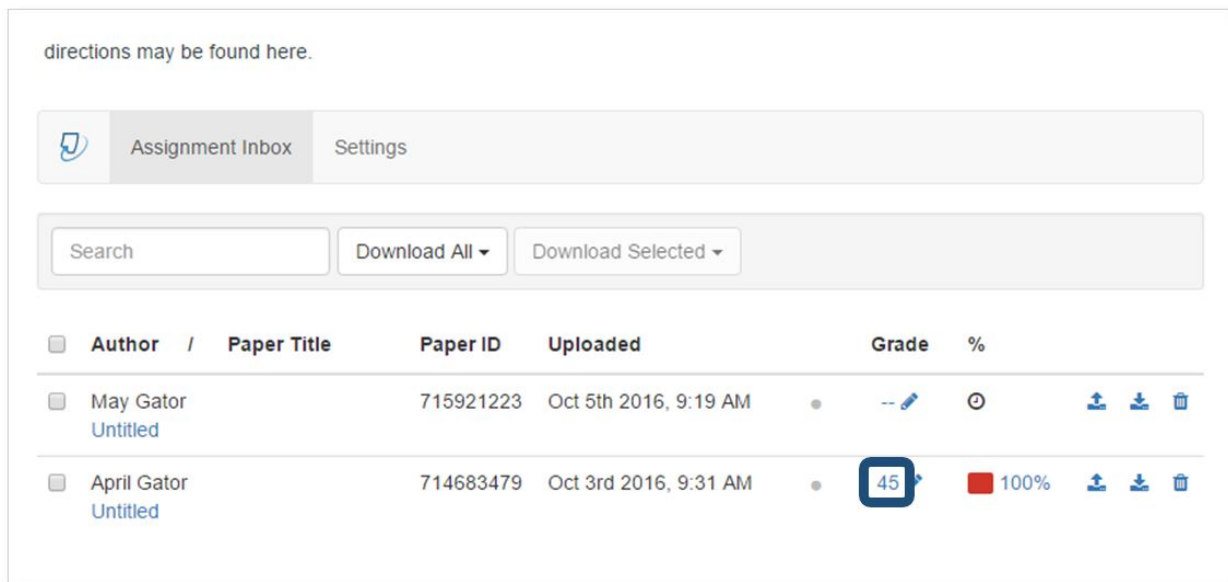 directions may be found here.
Assignment Inbox Settings
Search Download All Download Selected
Author / Paper Title Paper ID Uploaded Grade %
May Gator 715921223 Oct 5th 2016, 9:19 AM --
Untitled
April Gator 714683479 Oct 3rd 2016, 9:31 AM 45 100%
Untitled